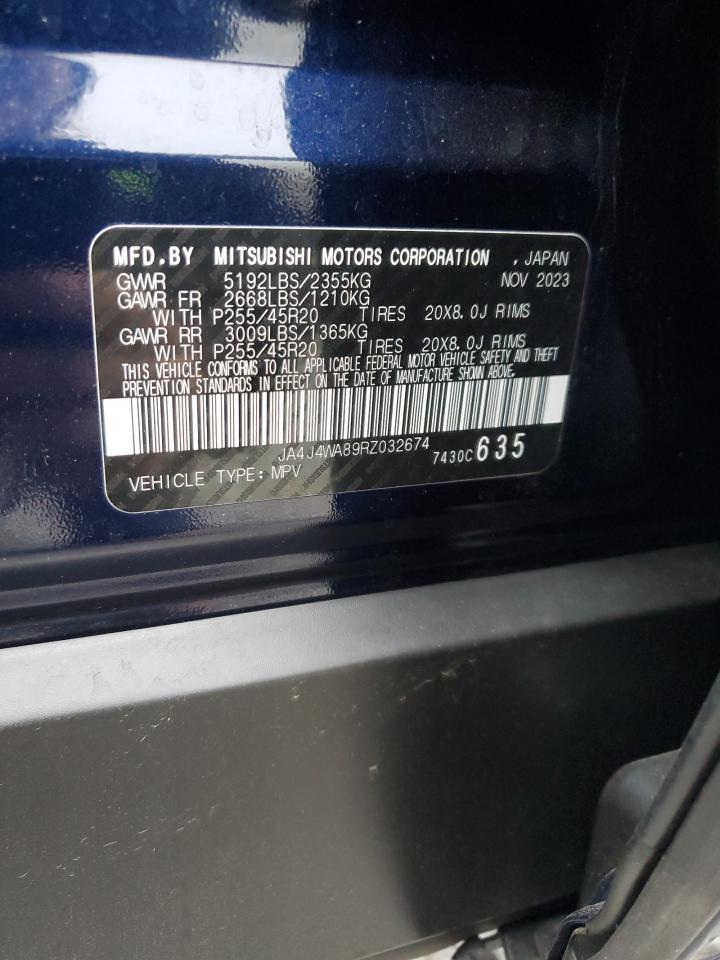 MFD.BY MITSUBISHI MOTORS CORPORATION , JAPAN
GVWR 5192LBS/2355KG NOV 2023
GAWR FR 2668LBS/1210KG
WITH P255/45R20 TIRES 20X8.0J RIMS
GAWR RR 3009LBS/1365KG
WITH P255/45R20 TIRES 20X8.0J RIMS
THIS VEHICLE CONFORMS TO ALL APPLICABLE FEDERAL MOTOR VEHICLE SAFETY AND THEFT
PREVENTION STANDARDS IN EFFECT ON THE DATE OF MANUFACTURE SHOWN ABOVE.
JA4J4WA89RZ032674
VEHICLE TYPE: MPV 7430C 635